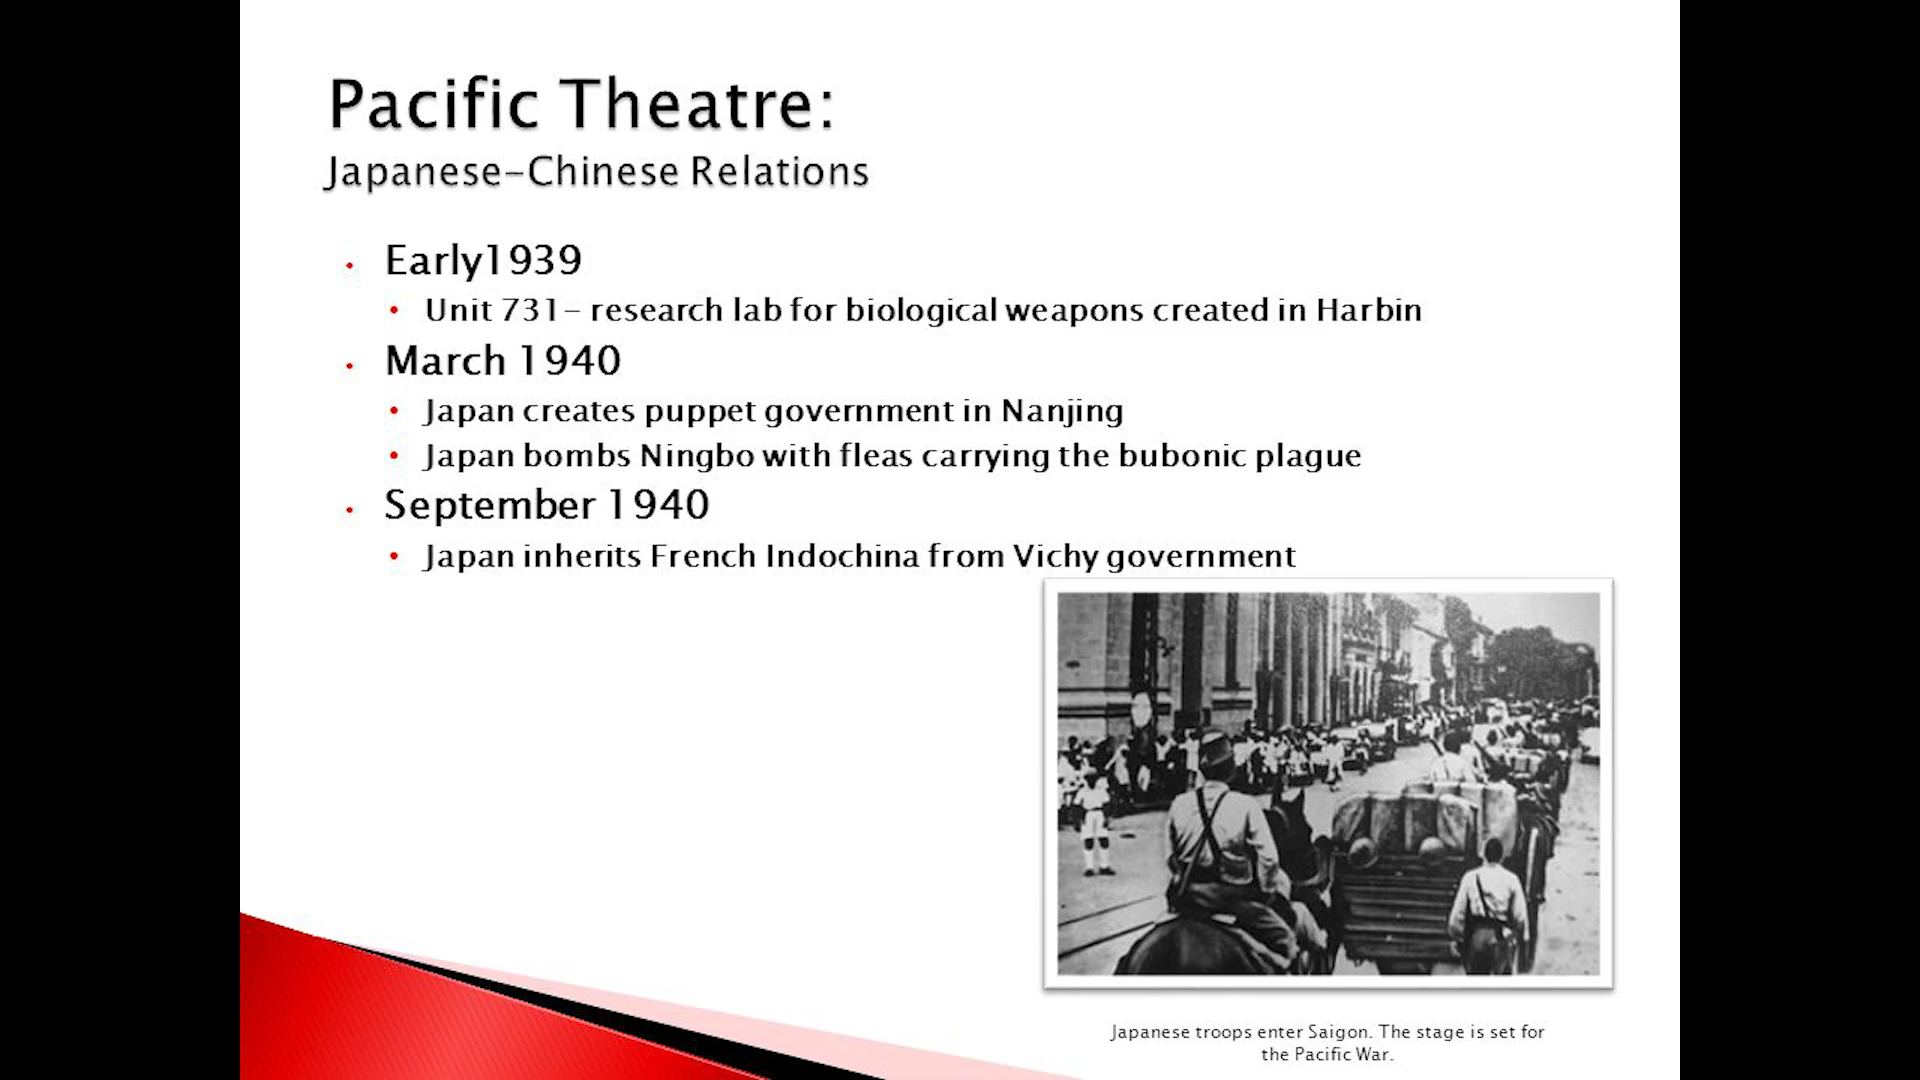 Pacific Theatre:
Japanese-Chinese Relations
• Early1939
• Unit 731- research lab for biological weapons created in Harbin
• March 1940
• Japan creates puppet government in Nanjing
• Japan bombs Ningbo with fleas carrying the bubonic plague
• September 1940
• Japan inherits French Indochina from Vichy government
Japanese troops enter Saigon. The stage is set for
the Pacific War.